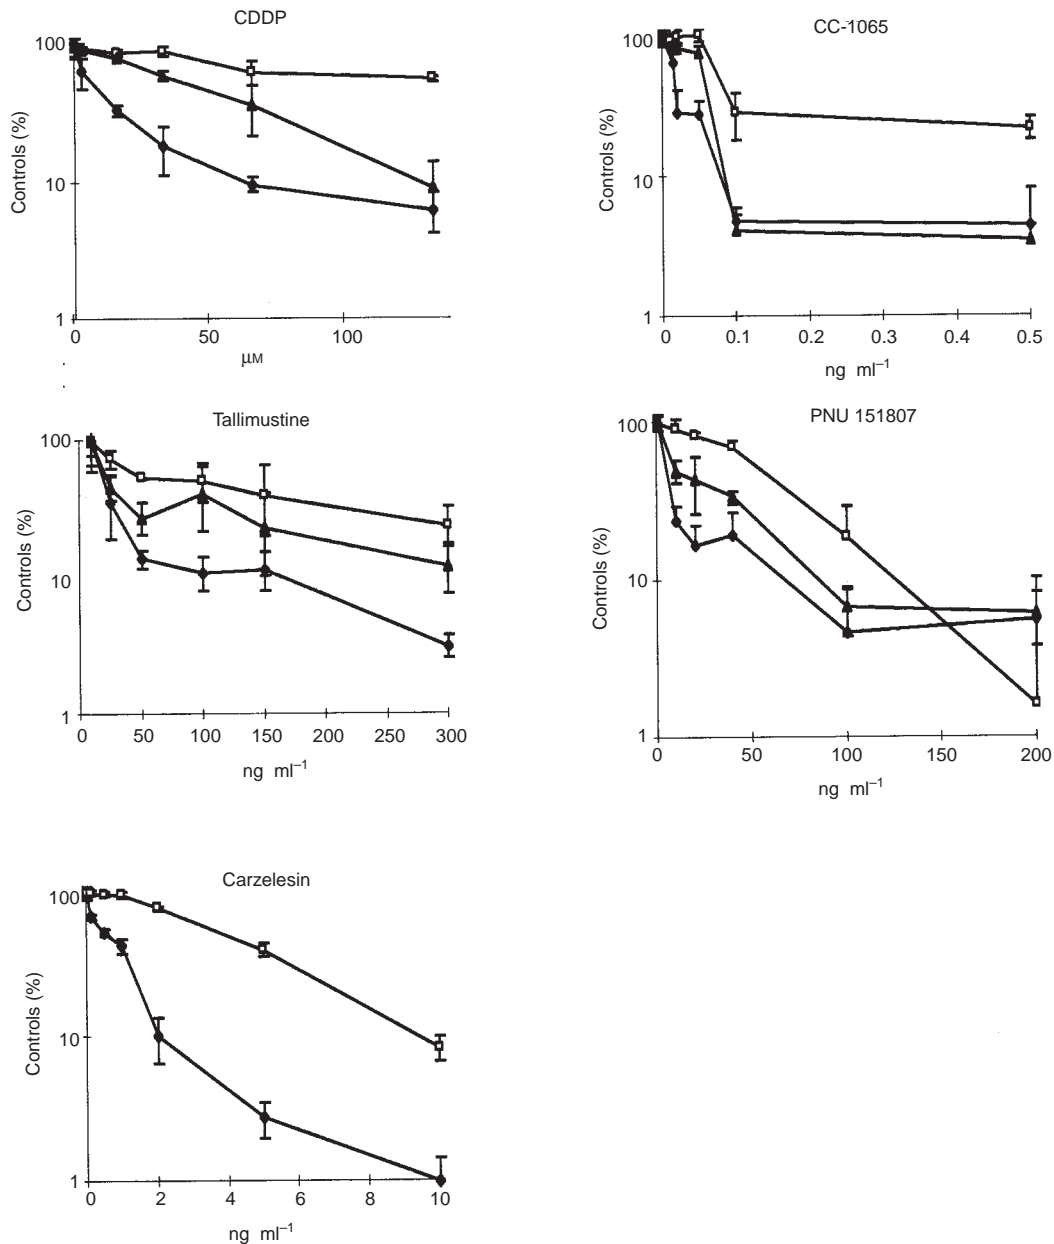 CDDP
100
10
1
Controls (%)
0 50 100
µM
CC-1065
100
10
1
Controls (%)
0 0.1 0.2 0.3 0.4 0.5
ng ml–1
Tallimustine
100
10
1
Controls (%)
0 50 100 150 200 250 300
ng ml–1
PNU 151807
100
10
1
Controls (%)
0 50 100 150 200
ng ml–1
Carzelesin
100
10
1
Controls (%)
0 2 4 6 8 10
ng ml–1